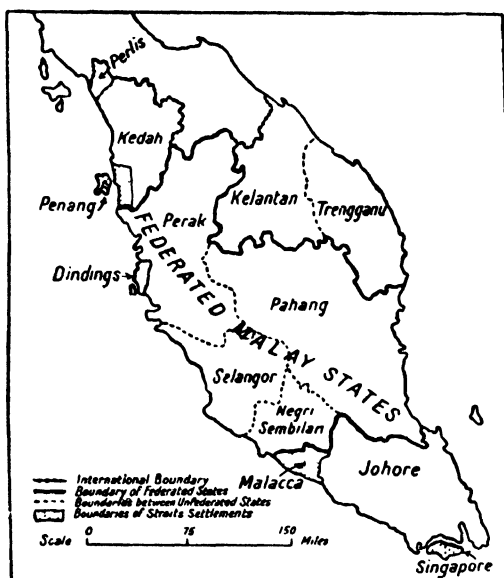 Perlis
Kedah
Penang
Perak
Kelantan
Trengganu
Dindings
FEDERATED MALAY STATES
Pahang
Selangor
Negri
Sembilan
Malacca
Johore
Singapore
International Boundary
Boundary of Federated States
Boundaries between Unfederated States
Boundaries of Straits Settlements
Scale 0 76 150 Miles